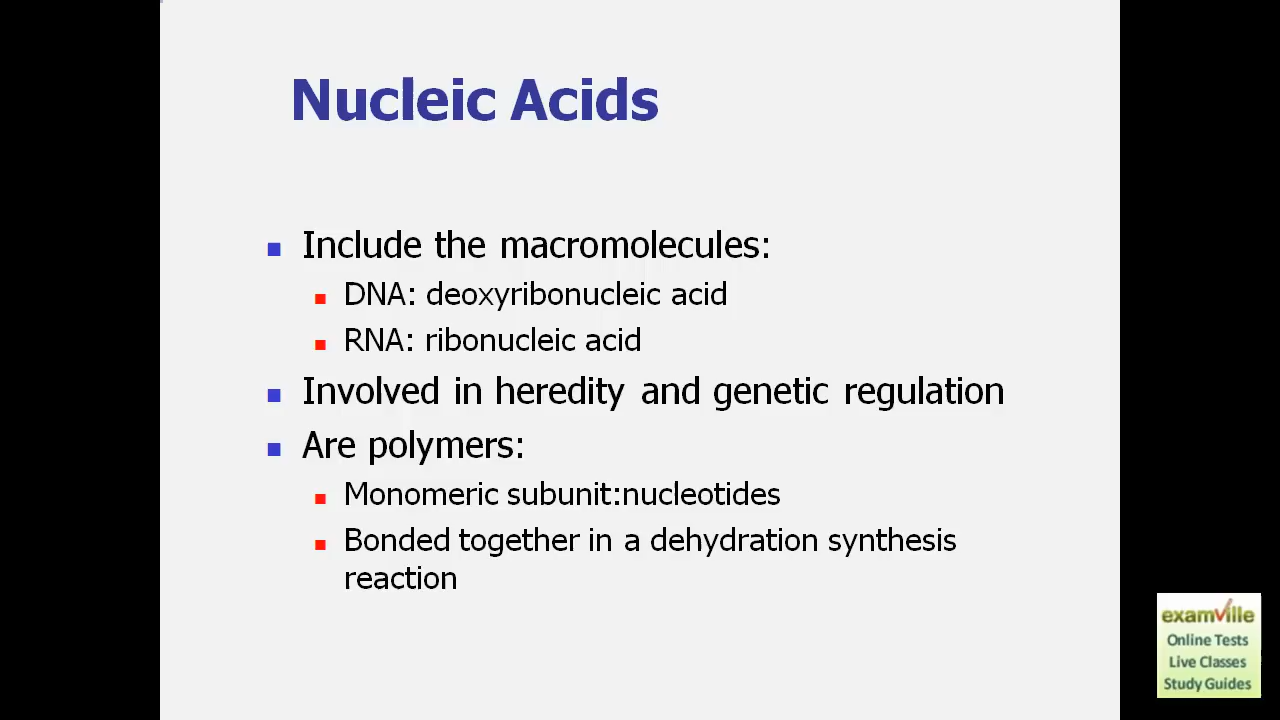 Nucleic Acids
Include the macromolecules:
DNA: deoxyribonucleic acid
RNA: ribonucleic acid
Involved in heredity and genetic regulation
Are polymers:
Monomeric subunit:nucleotides
Bonded together in a dehydration synthesis
reaction
examville
Online Tests
Live Classes
Study Guides